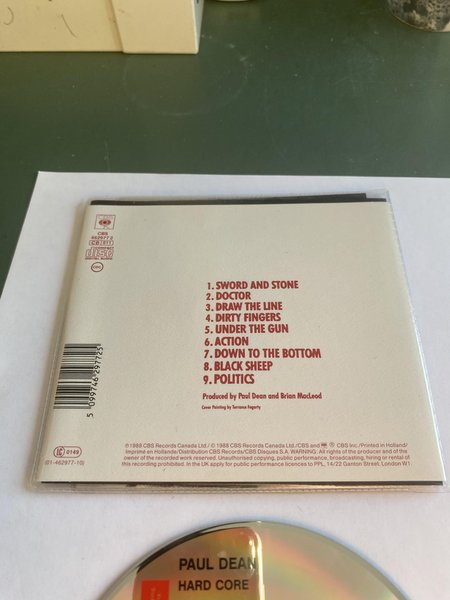 CBS
CBS
462977 2
CB 811
COMPACT
disc
DIGITAL AUDIO
1. SWORD AND STONE
2. DOCTOR
3. DRAW THE LINE
4. DIRTY FINGERS
5. UNDER THE GUN
6. ACTION
7. DOWN TO THE BOTTOM
8. BLACK SHEEP
9. POLITICS
Produced by Paul Dean and Brian MacLeod
Cover Painting by Terrance Fogarty
5 099746 297725
LC 0149
(01-462977-10)
℗ 1988 CBS Records Canada Ltd./ © 1988 CBS Records Canada Ltd./CBS and ® CBS Inc./Printed in Holland/
Imprimé en Hollande/Distribution CBS Records/CBS Disques S.A. WARNING: All rights of the producer and of the
owner of the recorded work reserved. Unauthorised copying, public performance, broadcasting, hiring or rental of
this recording prohibited. In the UK apply for public performance licences to PPL, 14/22 Ganton Street, London W1
PAUL DEAN
HARD CORE